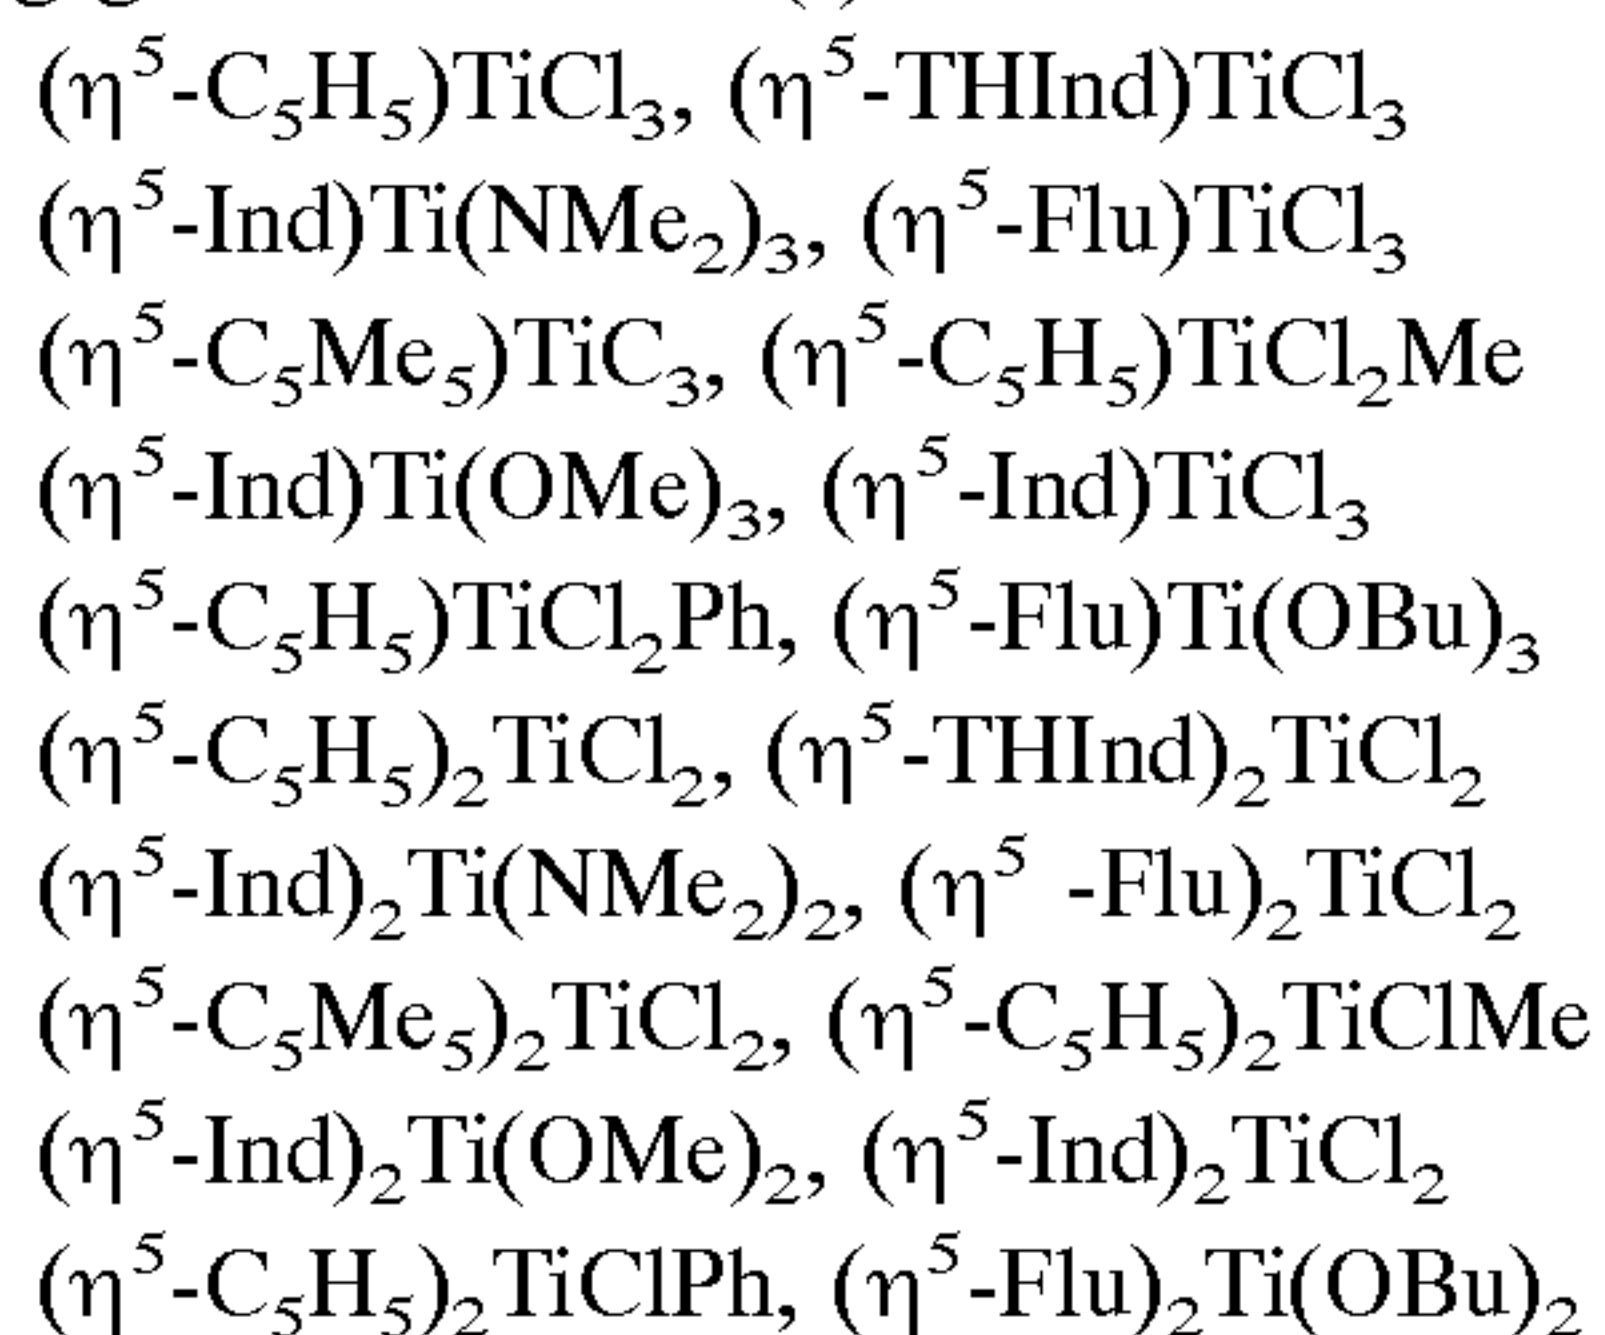 (η⁵-C₅H₅)TiCl₃, (η⁵-THInd)TiCl₃
(η⁵-Ind)Ti(NMe₂)₃, (η⁵-Flu)TiCl₃
(η⁵-C₅Me₅)TiC₃, (η⁵-C₅H₅)TiCl₂Me
(η⁵-Ind)Ti(OMe)₃, (η⁵-Ind)TiCl₃
(η⁵-C₅H₅)TiCl₂Ph, (η⁵-Flu)Ti(OBu)₃
(η⁵-C₅H₅)₂TiCl₂, (η⁵-THInd)₂TiCl₂
(η⁵-Ind)₂Ti(NMe₂)₂, (η⁵ -Flu)₂TiCl₂
(η⁵-C₅Me₅)₂TiCl₂, (η⁵-C₅H₅)₂TiClMe
(η⁵-Ind)₂Ti(OMe)₂, (η⁵-Ind)₂TiCl₂
(η⁵-C₅H₅)₂TiClPh, (η⁵-Flu)₂Ti(OBu)₂